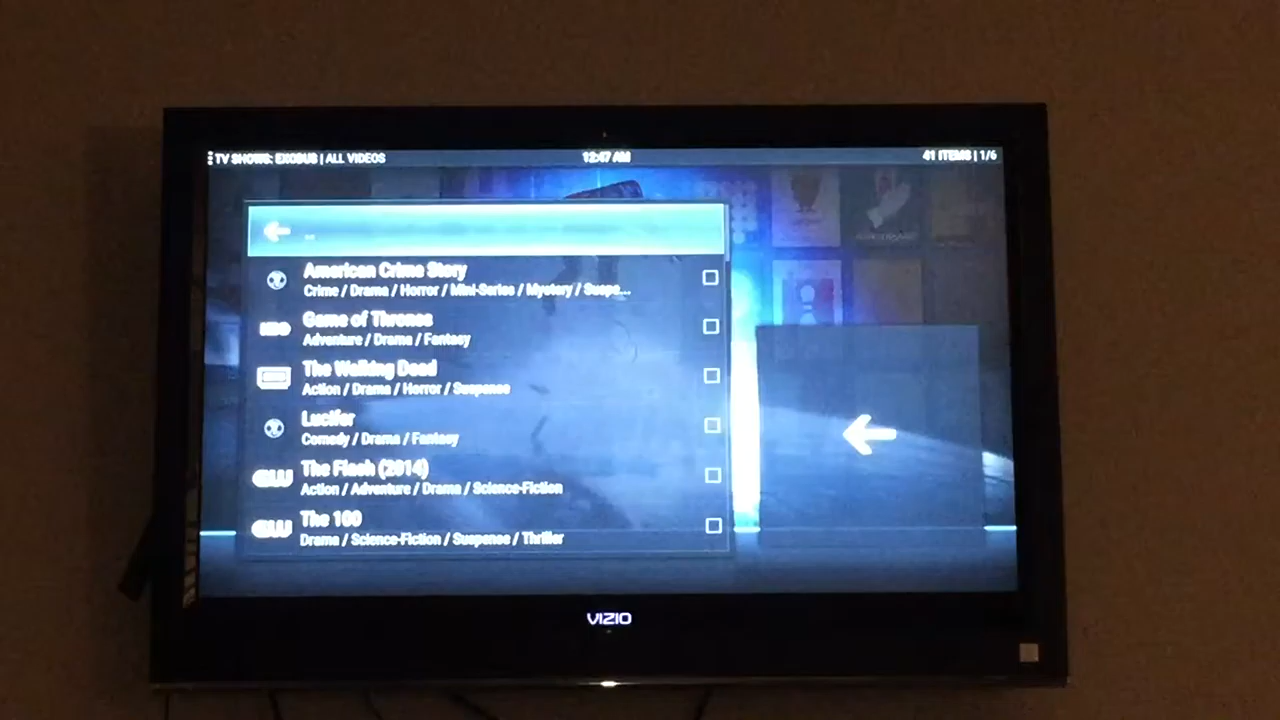 TV SHOWS: EXODUS | ALL VIDEOS
12:47 AM
41 ITEMS | 1/6
..
American Crime Story
Crime / Drama / Horror / Mini-Series / Mystery / Suspe...
HBO
Game of Thrones
Adventure / Drama / Fantasy
The Walking Dead
Action / Drama / Horror / Suspense
Lucifer
Comedy / Drama / Fantasy
CW
The Flash (2014)
Action / Adventure / Drama / Science-Fiction
CW
The 100
Drama / Science-Fiction / Suspense / Thriller
VIZIO